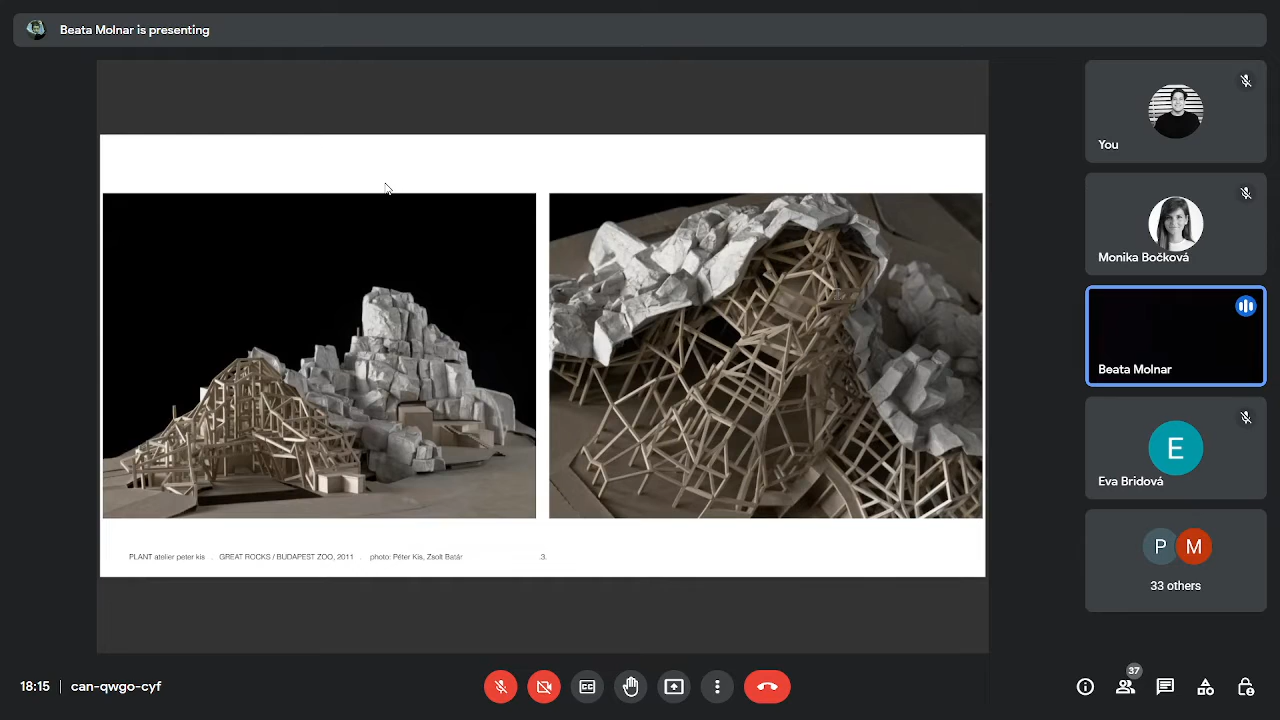 Beata Molnar is presenting
You
Monika Bočková
Beata Molnar
E
Eva Bridová
P M
33 others
PLANT atelier peter kis . GREAT ROCKS / BUDAPEST ZOO, 2011 . photo: Péter Kis, Zsolt Batár .3.
18:15 | can-qwgo-cyf
CC
37